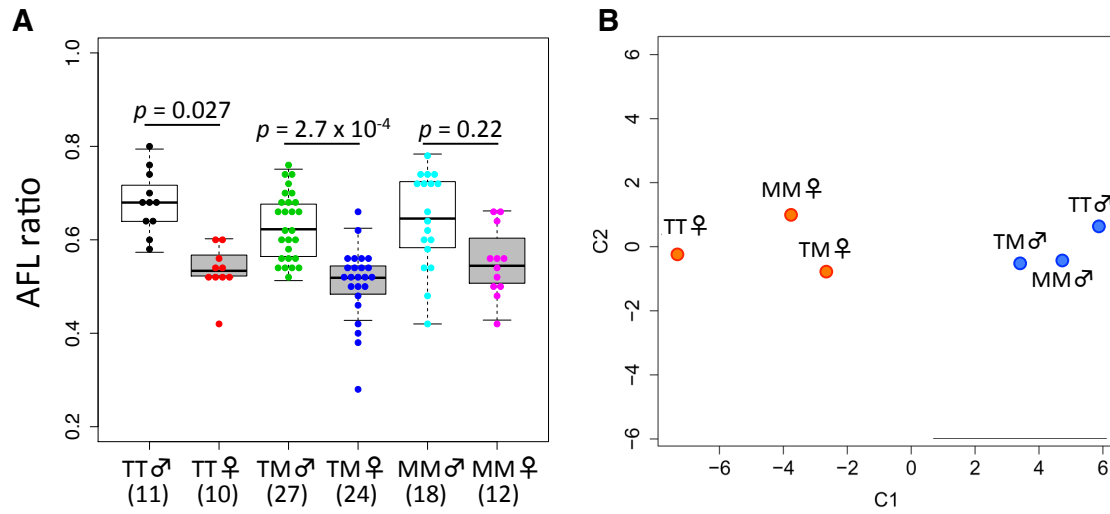 A
AFL ratio
1.0
0.8
0.6
0.4
0.2
p = 0.027
p = 2.7 x 10⁻⁴
p = 0.22
TT♂ TT♀ TM♂ TM♀ MM♂ MM♀
(11) (10) (27) (24) (18) (12)
B
C2
6
4
2
0
−2
−4
−6
MM♀
TT♀
TM♀
TT♂
TM♂
MM♂
−6 −4 −2 0 2 4 6
C1